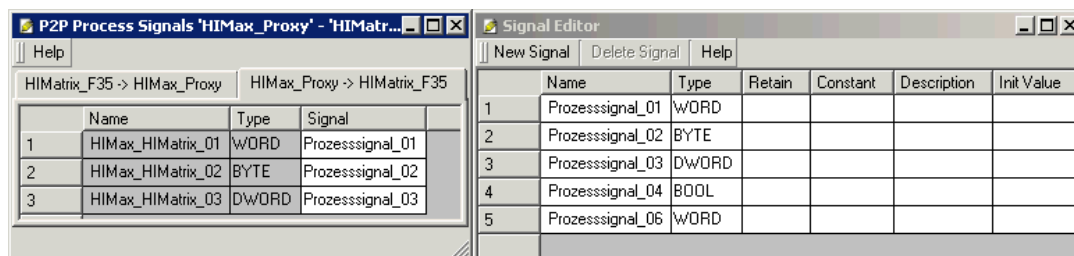 P2P Process Signals 'HIMax_Proxy' - 'HIMatr...
Help
HIMatrix_F35 -> HIMax_Proxy HIMax_Proxy -> HIMatrix_F35
Name Type Signal
1 HIMax_HIMatrix_01 WORD Prozesssignal_01
2 HIMax_HIMatrix_02 BYTE Prozesssignal_02
3 HIMax_HIMatrix_03 DWORD Prozesssignal_03
Signal Editor
New Signal Delete Signal Help
Name Type Retain Constant Description Init Value
1 Prozesssignal_01 WORD
2 Prozesssignal_02 BYTE
3 Prozesssignal_03 DWORD
4 Prozesssignal_04 BOOL
5 Prozesssignal_06 WORD